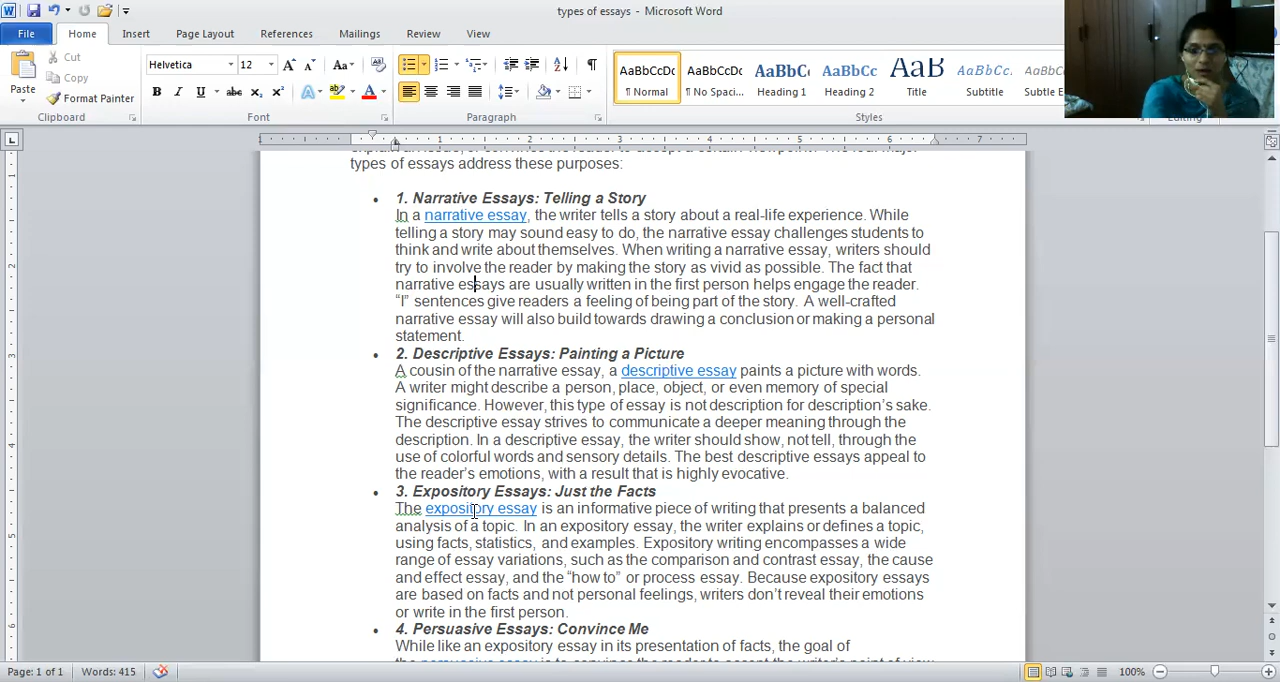 types of essays - Microsoft Word
File Home Insert Page Layout References Mailings Review View
Cut
Copy
Format Painter
Paste
Clipboard
Helvetica 12
Font
Paragraph
AaBbCcDc AaBbCcDc AaBbC AaBbCc AaB AaBbCc. AaBbCc
¶ Normal ¶ No Spaci... Heading 1 Heading 2 Title Subtitle Subtle E
Styles
types of essays address these purposes:
• 1. Narrative Essays: Telling a Story
In a narrative essay, the writer tells a story about a real-life experience. While
telling a story may sound easy to do, the narrative essay challenges students to
think and write about themselves. When writing a narrative essay, writers should
try to involve the reader by making the story as vivid as possible. The fact that
narrative essays are usually written in the first person helps engage the reader.
“I” sentences give readers a feeling of being part of the story. A well-crafted
narrative essay will also build towards drawing a conclusion or making a personal
statement.
• 2. Descriptive Essays: Painting a Picture
A cousin of the narrative essay, a descriptive essay paints a picture with words.
A writer might describe a person, place, object, or even memory of special
significance. However, this type of essay is not description for description’s sake.
The descriptive essay strives to communicate a deeper meaning through the
description. In a descriptive essay, the writer should show, not tell, through the
use of colorful words and sensory details. The best descriptive essays appeal to
the reader’s emotions, with a result that is highly evocative.
• 3. Expository Essays: Just the Facts
The expository essay is an informative piece of writing that presents a balanced
analysis of a topic. In an expository essay, the writer explains or defines a topic,
using facts, statistics, and examples. Expository writing encompasses a wide
range of essay variations, such as the comparison and contrast essay, the cause
and effect essay, and the “how to” or process essay. Because expository essays
are based on facts and not personal feelings, writers don’t reveal their emotions
or write in the first person.
• 4. Persuasive Essays: Convince Me
While like an expository essay in its presentation of facts, the goal of
Page: 1 of 1 Words: 415 100%